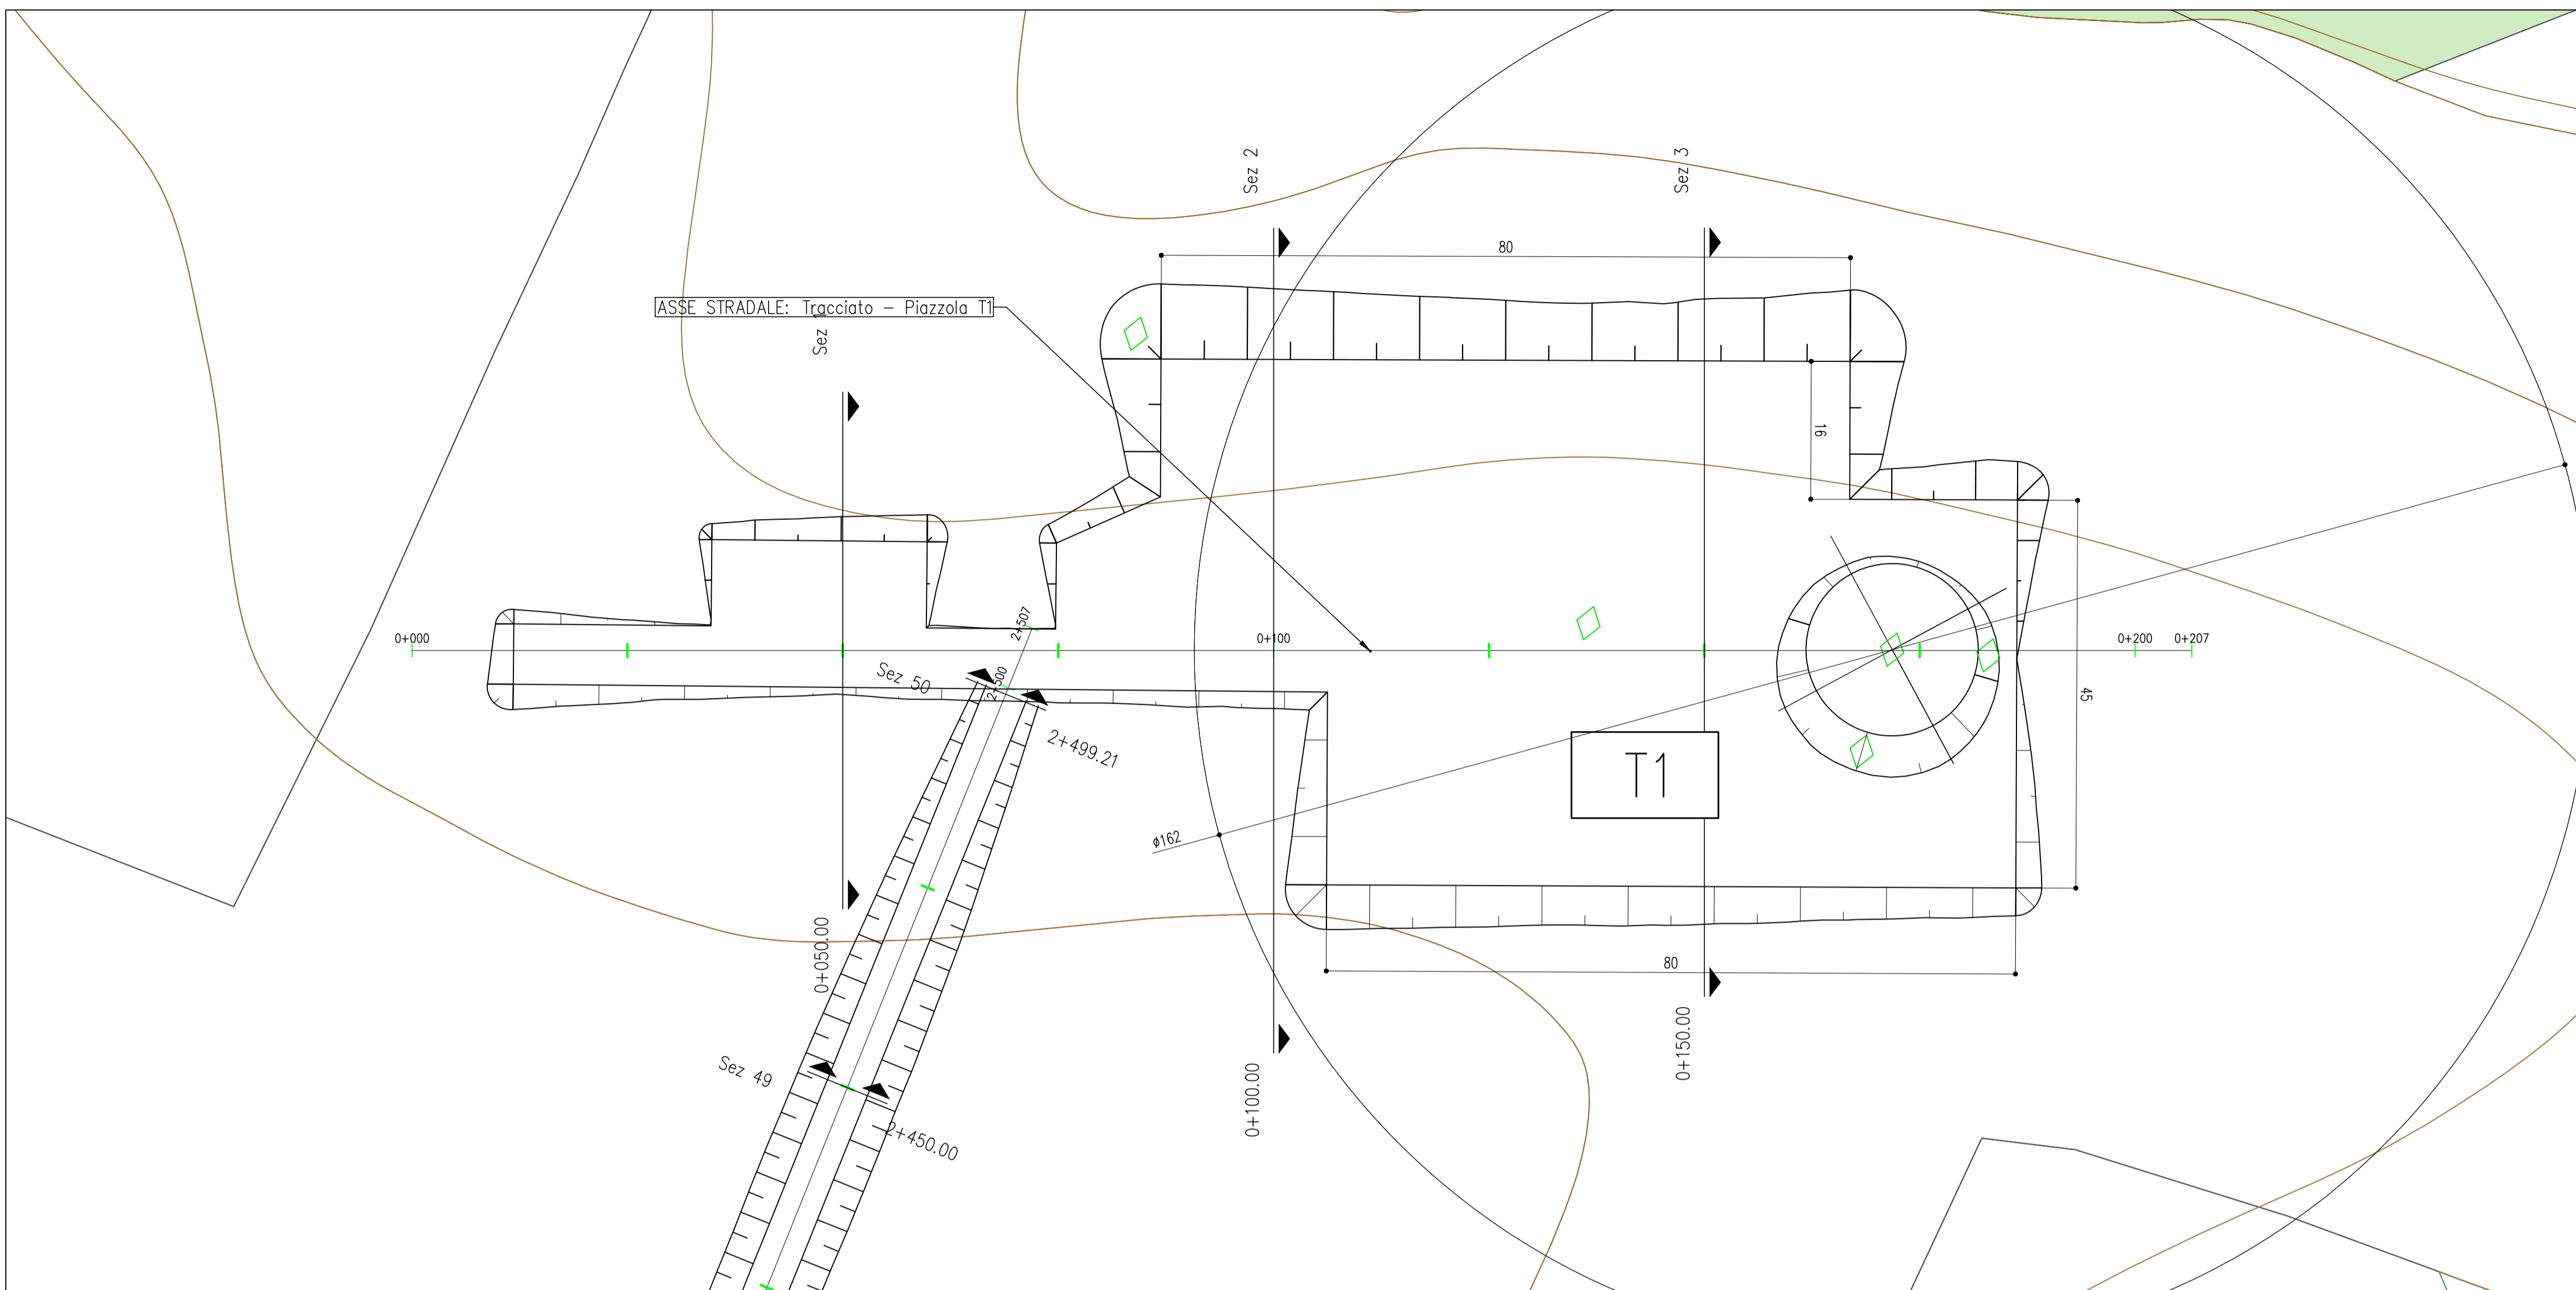 Sez 2
Sez 3
80
ASSE STRADALE: Tracciato - Piazzola T1
Sez 1
16
2+507
0+000
0+100
0+200
0+207
Sez 50
2+500
45
2+499.21
T1
ø162
0+050.00
80
0+150.00
Sez 49
0+100.00
2+450.00